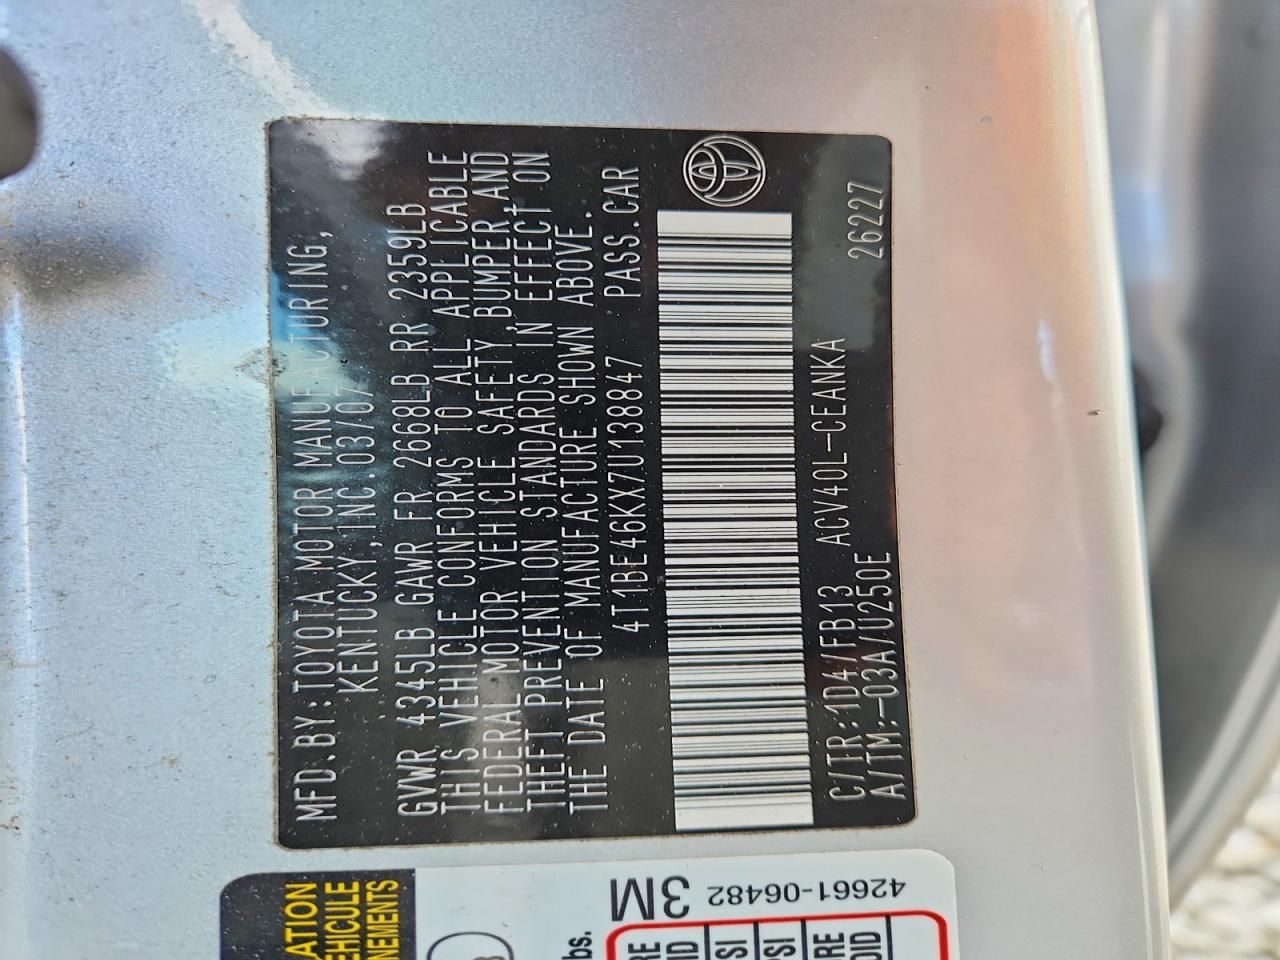 MFD.BY:TOYOTA MOTOR MANUFACTURING,
KENTUCKY,INC.03/07
GVWR 4345LB GAWR FR 2668LB RR 2359LB
THIS VEHICLE CONFORMS TO ALL APPLICABLE
FEDERAL MOTOR VEHICLE SAFETY,BUMPER,AND
THEFT PREVENTION STANDARDS IN EFFECT ON
THE DATE OF MANUFACTURE SHOWN ABOVE.
4T1BE46KX7U138847 PASS.CAR
C/TR:1D4/FB13 ACV40L-CEANKA 26227
A/TM:-03A/U250E
3M 42661-06482